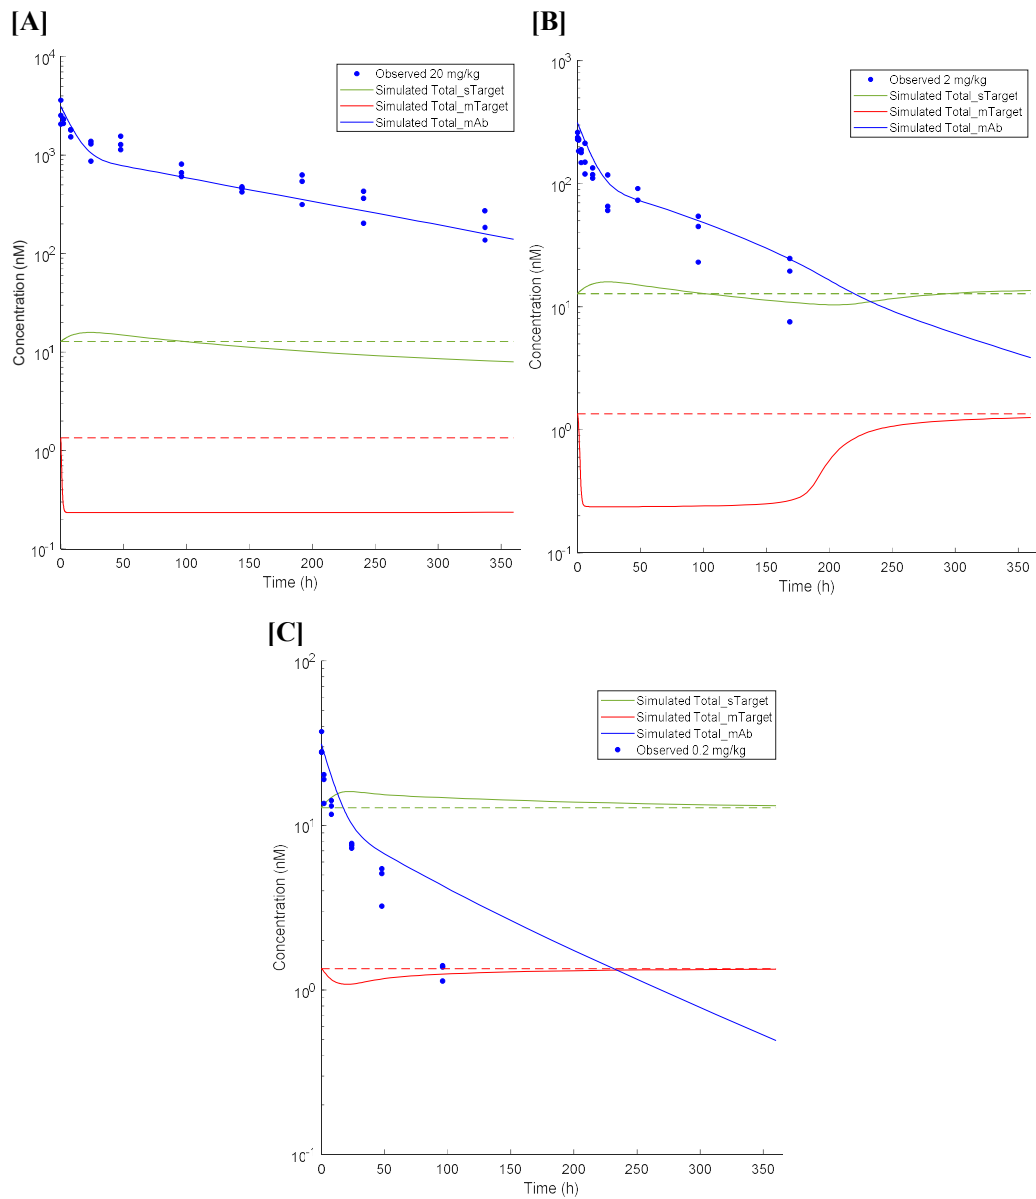 [A]
[B]
10^4
10^3
10^2
10^1
10^0
10^-1
Concentration (nM)
0 50 100 150 200 250 300 350
Time (h)
Observed 20 mg/kg
Simulated Total_sTarget
Simulated Total_mTarget
Simulated Total_mAb
10^3
10^2
10^1
10^0
10^-1
Concentration (nM)
0 50 100 150 200 250 300 350
Time (h)
Observed 2 mg/kg
Simulated Total_sTarget
Simulated Total_mTarget
Simulated Total_mAb
[C]
10^2
10^1
10^0
10^-1
Concentration (nM)
0 50 100 150 200 250 300 350
Time (h)
Simulated Total_sTarget
Simulated Total_mTarget
Simulated Total_mAb
Observed 0.2 mg/kg